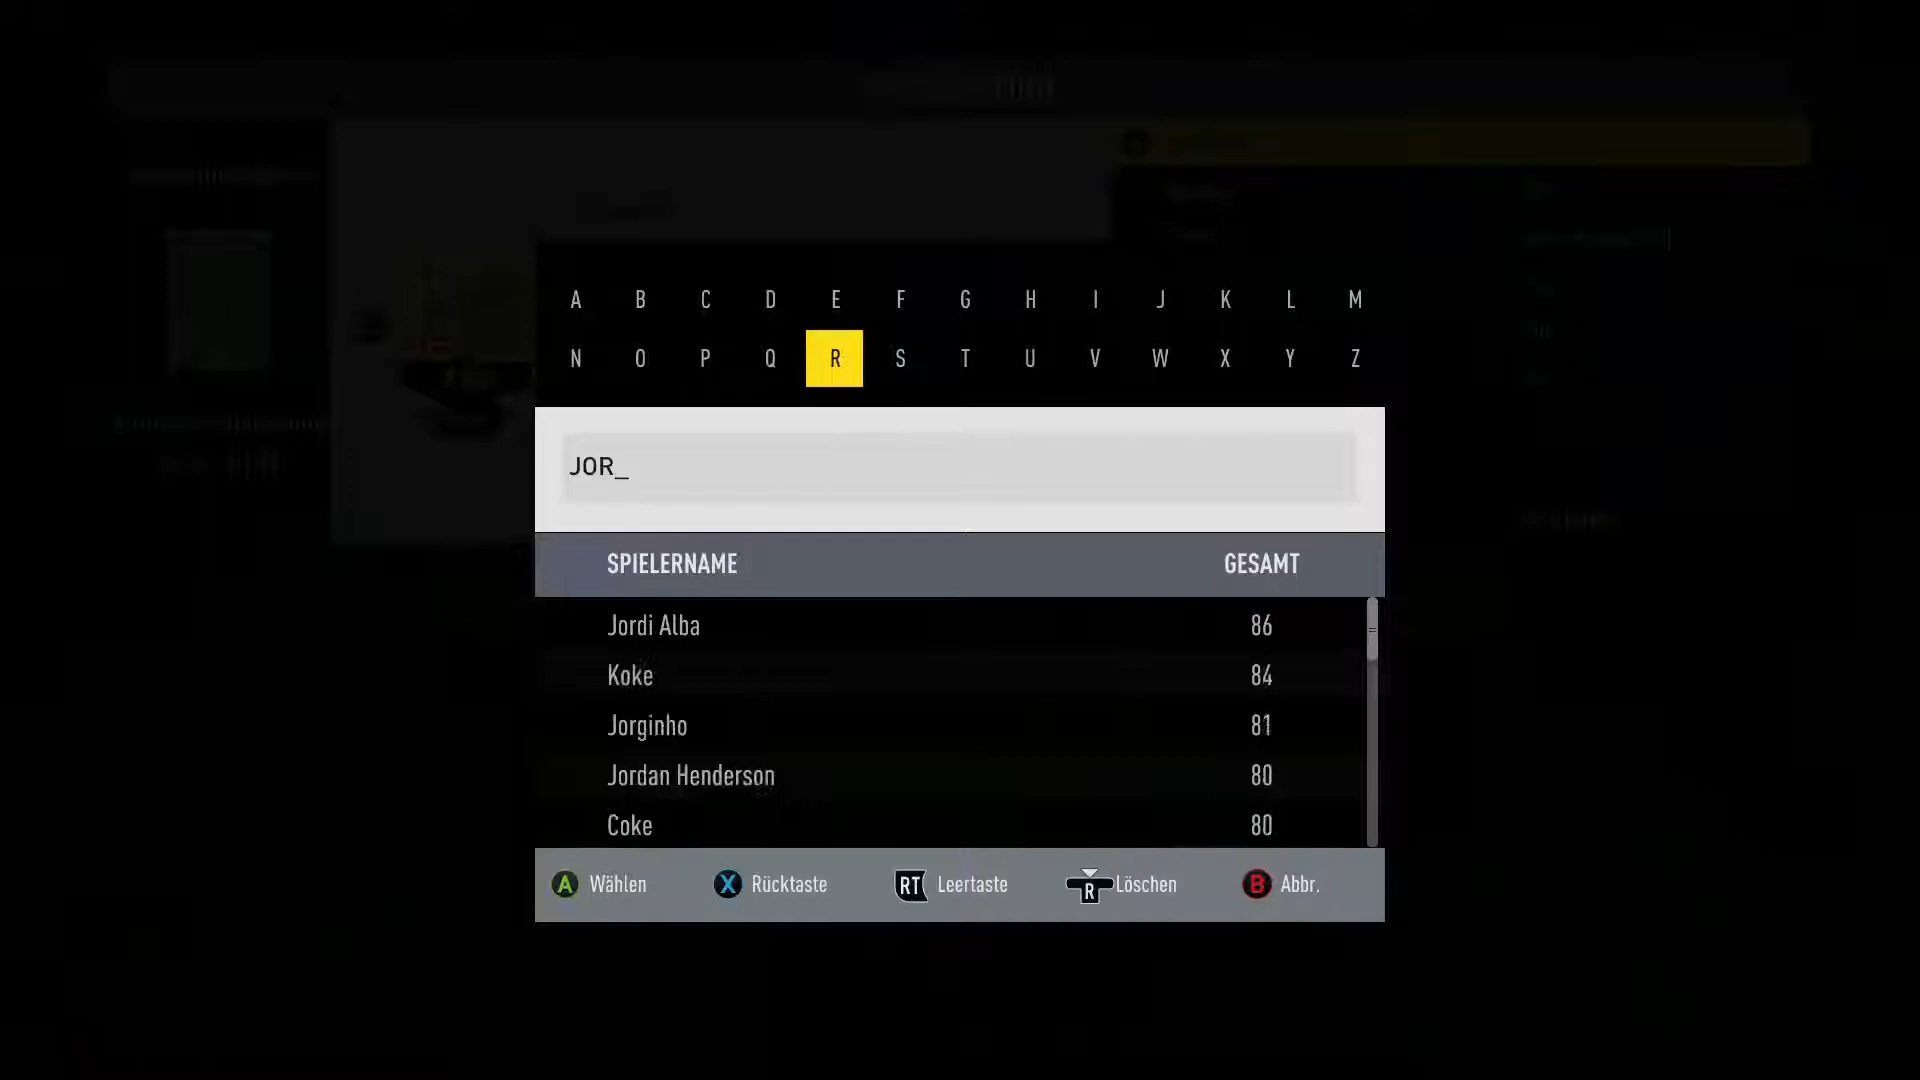 A B C D E F G H I J K L M
N O P Q R S T U V W X Y Z
JOR_
SPIELERNAME GESAMT
Jordi Alba 86
Koke 84
Jorginho 81
Jordan Henderson 80
Coke 80
A Wählen X Rücktaste RT Leertaste R Löschen B Abbr.